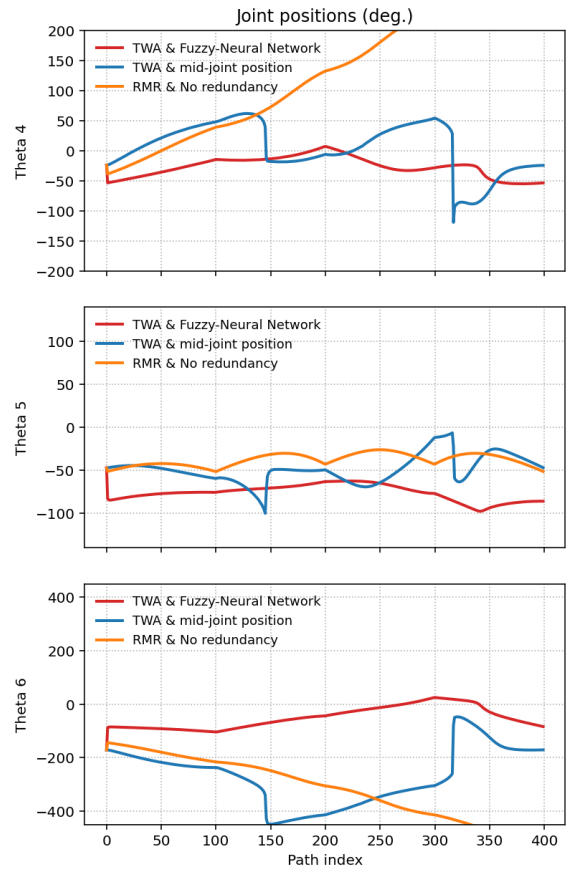 Joint positions (deg.)
200
150
100
50
0
−50
−100
−150
−200
Theta 4
TWA & Fuzzy-Neural Network
TWA & mid-joint position
RMR & No redundancy
100
50
0
−50
−100
Theta 5
TWA & Fuzzy-Neural Network
TWA & mid-joint position
RMR & No redundancy
400
200
0
−200
−400
Theta 6
TWA & Fuzzy-Neural Network
TWA & mid-joint position
RMR & No redundancy
0 50 100 150 200 250 300 350 400
Path index